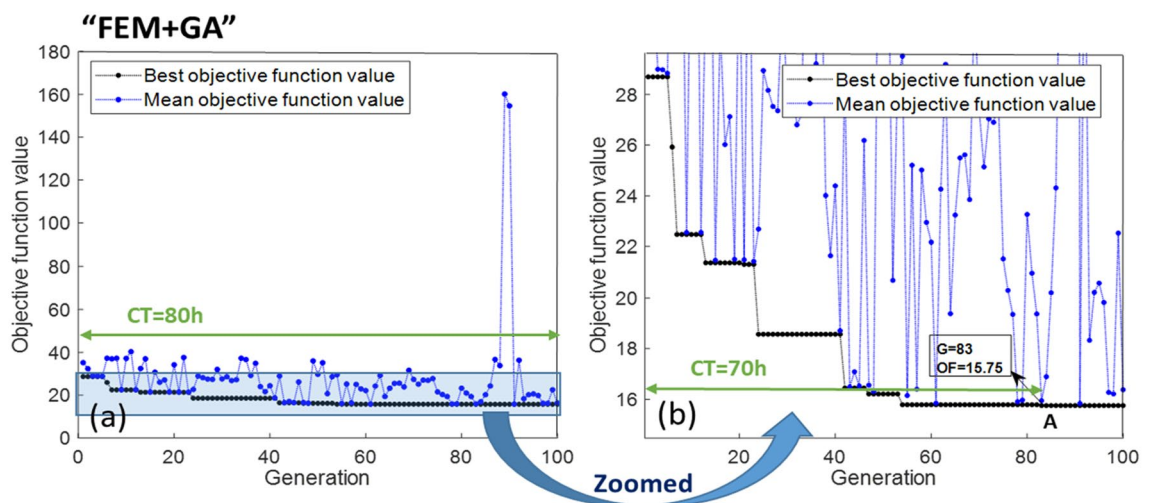 “FEM+GA”
180
160
140
120
100
80
60
40
20
0
Objective function value
Best objective function value
Mean objective function value
CT=80h
(a)
0 20 40 60 80 100
Generation
28
26
24
22
20
18
16
Objective function value
Best objective function value
Mean objective function value
G=83
OF=15.75
CT=70h
(b)
A
20 40 60 80 100
Generation
Zoomed